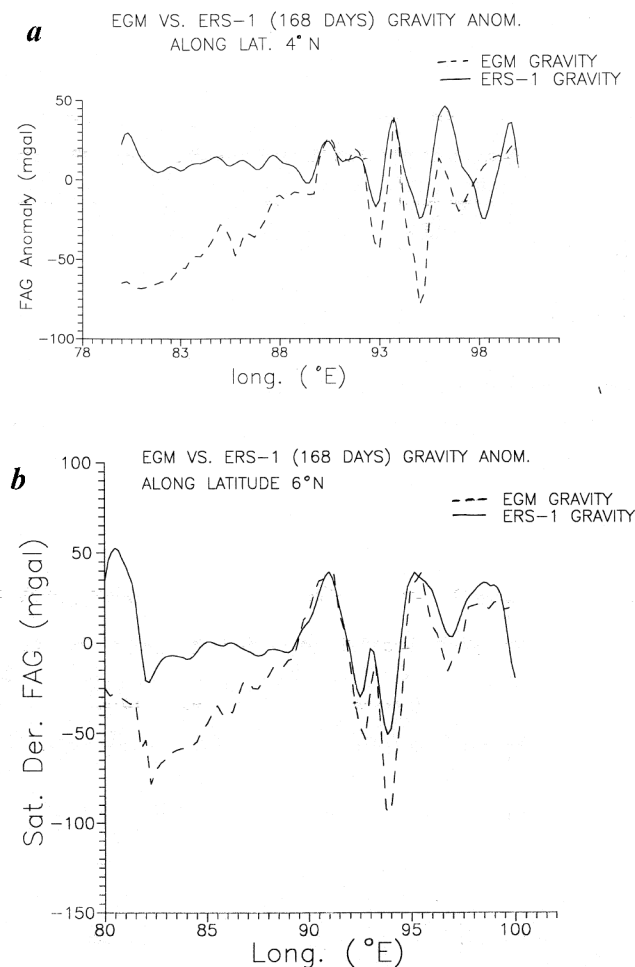 a
EGM VS. ERS-1 (168 DAYS) GRAVITY ANOM.
ALONG LAT. 4° N
EGM GRAVITY
ERS-1 GRAVITY
50
0
-50
-100
FAG Anomaly (mgal)
78
83
88
93
98
long. (°E)
b
EGM VS. ERS-1 (168 DAYS) GRAVITY ANOM.
ALONG LATITUDE 6°N
EGM GRAVITY
ERS-1 GRAVITY
100
50
0
-50
-100
-150
Sat. Der. FAG (mgal)
80
85
90
95
100
Long. (°E)